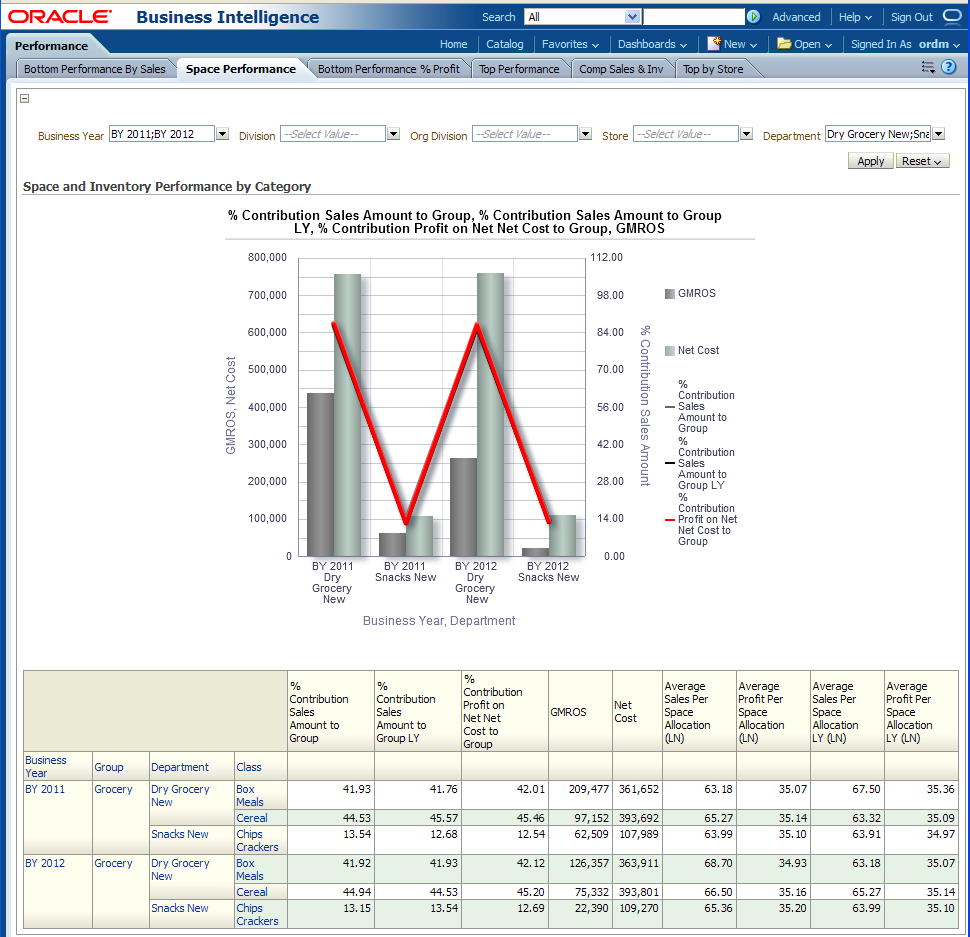 ORACLE Business Intelligence Search All Advanced Help Sign Out
Performance Home Catalog Favorites Dashboards New Open Signed In As ordm
Bottom Performance By Sales Space Performance Bottom Performance % Profit Top Performance Comp Sales & Inv Top by Store
Business Year BY 2011;BY 2012 Division --Select Value-- Org Division --Select Value-- Store --Select Value-- Department Dry Grocery New;Sna
Apply Reset
Space and Inventory Performance by Category
% Contribution Sales Amount to Group, % Contribution Sales Amount to Group
LY, % Contribution Profit on Net Net Cost to Group, GMROS
GMROS, Net Cost
800,000
700,000
600,000
500,000
400,000
300,000
200,000
100,000
0
112.00
98.00
84.00
70.00
56.00
42.00
28.00
14.00
0.00
% Contribution Sales Amount
BY 2011
Dry
Grocery
New
BY 2011
Snacks New
BY 2012
Dry
Grocery
New
BY 2012
Snacks New
Business Year, Department
GMROS
Net Cost
%
Contribution
Sales
Amount to
Group
%
Contribution
Sales
Amount to
Group LY
%
Contribution
Profit on Net
Net Cost to
Group
%
Contribution
Sales
Amount to
Group
%
Contribution
Sales
Amount to
Group LY
%
Contribution
Profit on
Net Net
Cost to
Group
GMROS
Net
Cost
Average
Sales Per
Space
Allocation
(LN)
Average
Profit Per
Space
Allocation
(LN)
Average
Sales Per
Space
Allocation
LY (LN)
Average
Profit Per
Space
Allocation
LY (LN)
Business
Year
Group
Department
Class
BY 2011 Grocery Dry Grocery Box 41.93 41.76 42.01 209,477 361,652 63.18 35.07 67.50 35.36
New Meals
Cereal 44.53 45.57 45.46 97,152 393,692 65.27 35.14 63.32 35.09
Snacks New Chips 13.54 12.68 12.54 62,509 107,989 63.99 35.10 63.91 34.97
Crackers
BY 2012 Grocery Dry Grocery Box 41.92 41.93 42.12 126,357 363,911 68.70 34.93 63.18 35.07
New Meals
Cereal 44.94 44.53 45.20 75,332 393,801 66.50 35.16 65.27 35.14
Snacks New Chips 13.15 13.54 12.69 22,390 109,270 65.36 35.20 63.99 35.10
Crackers